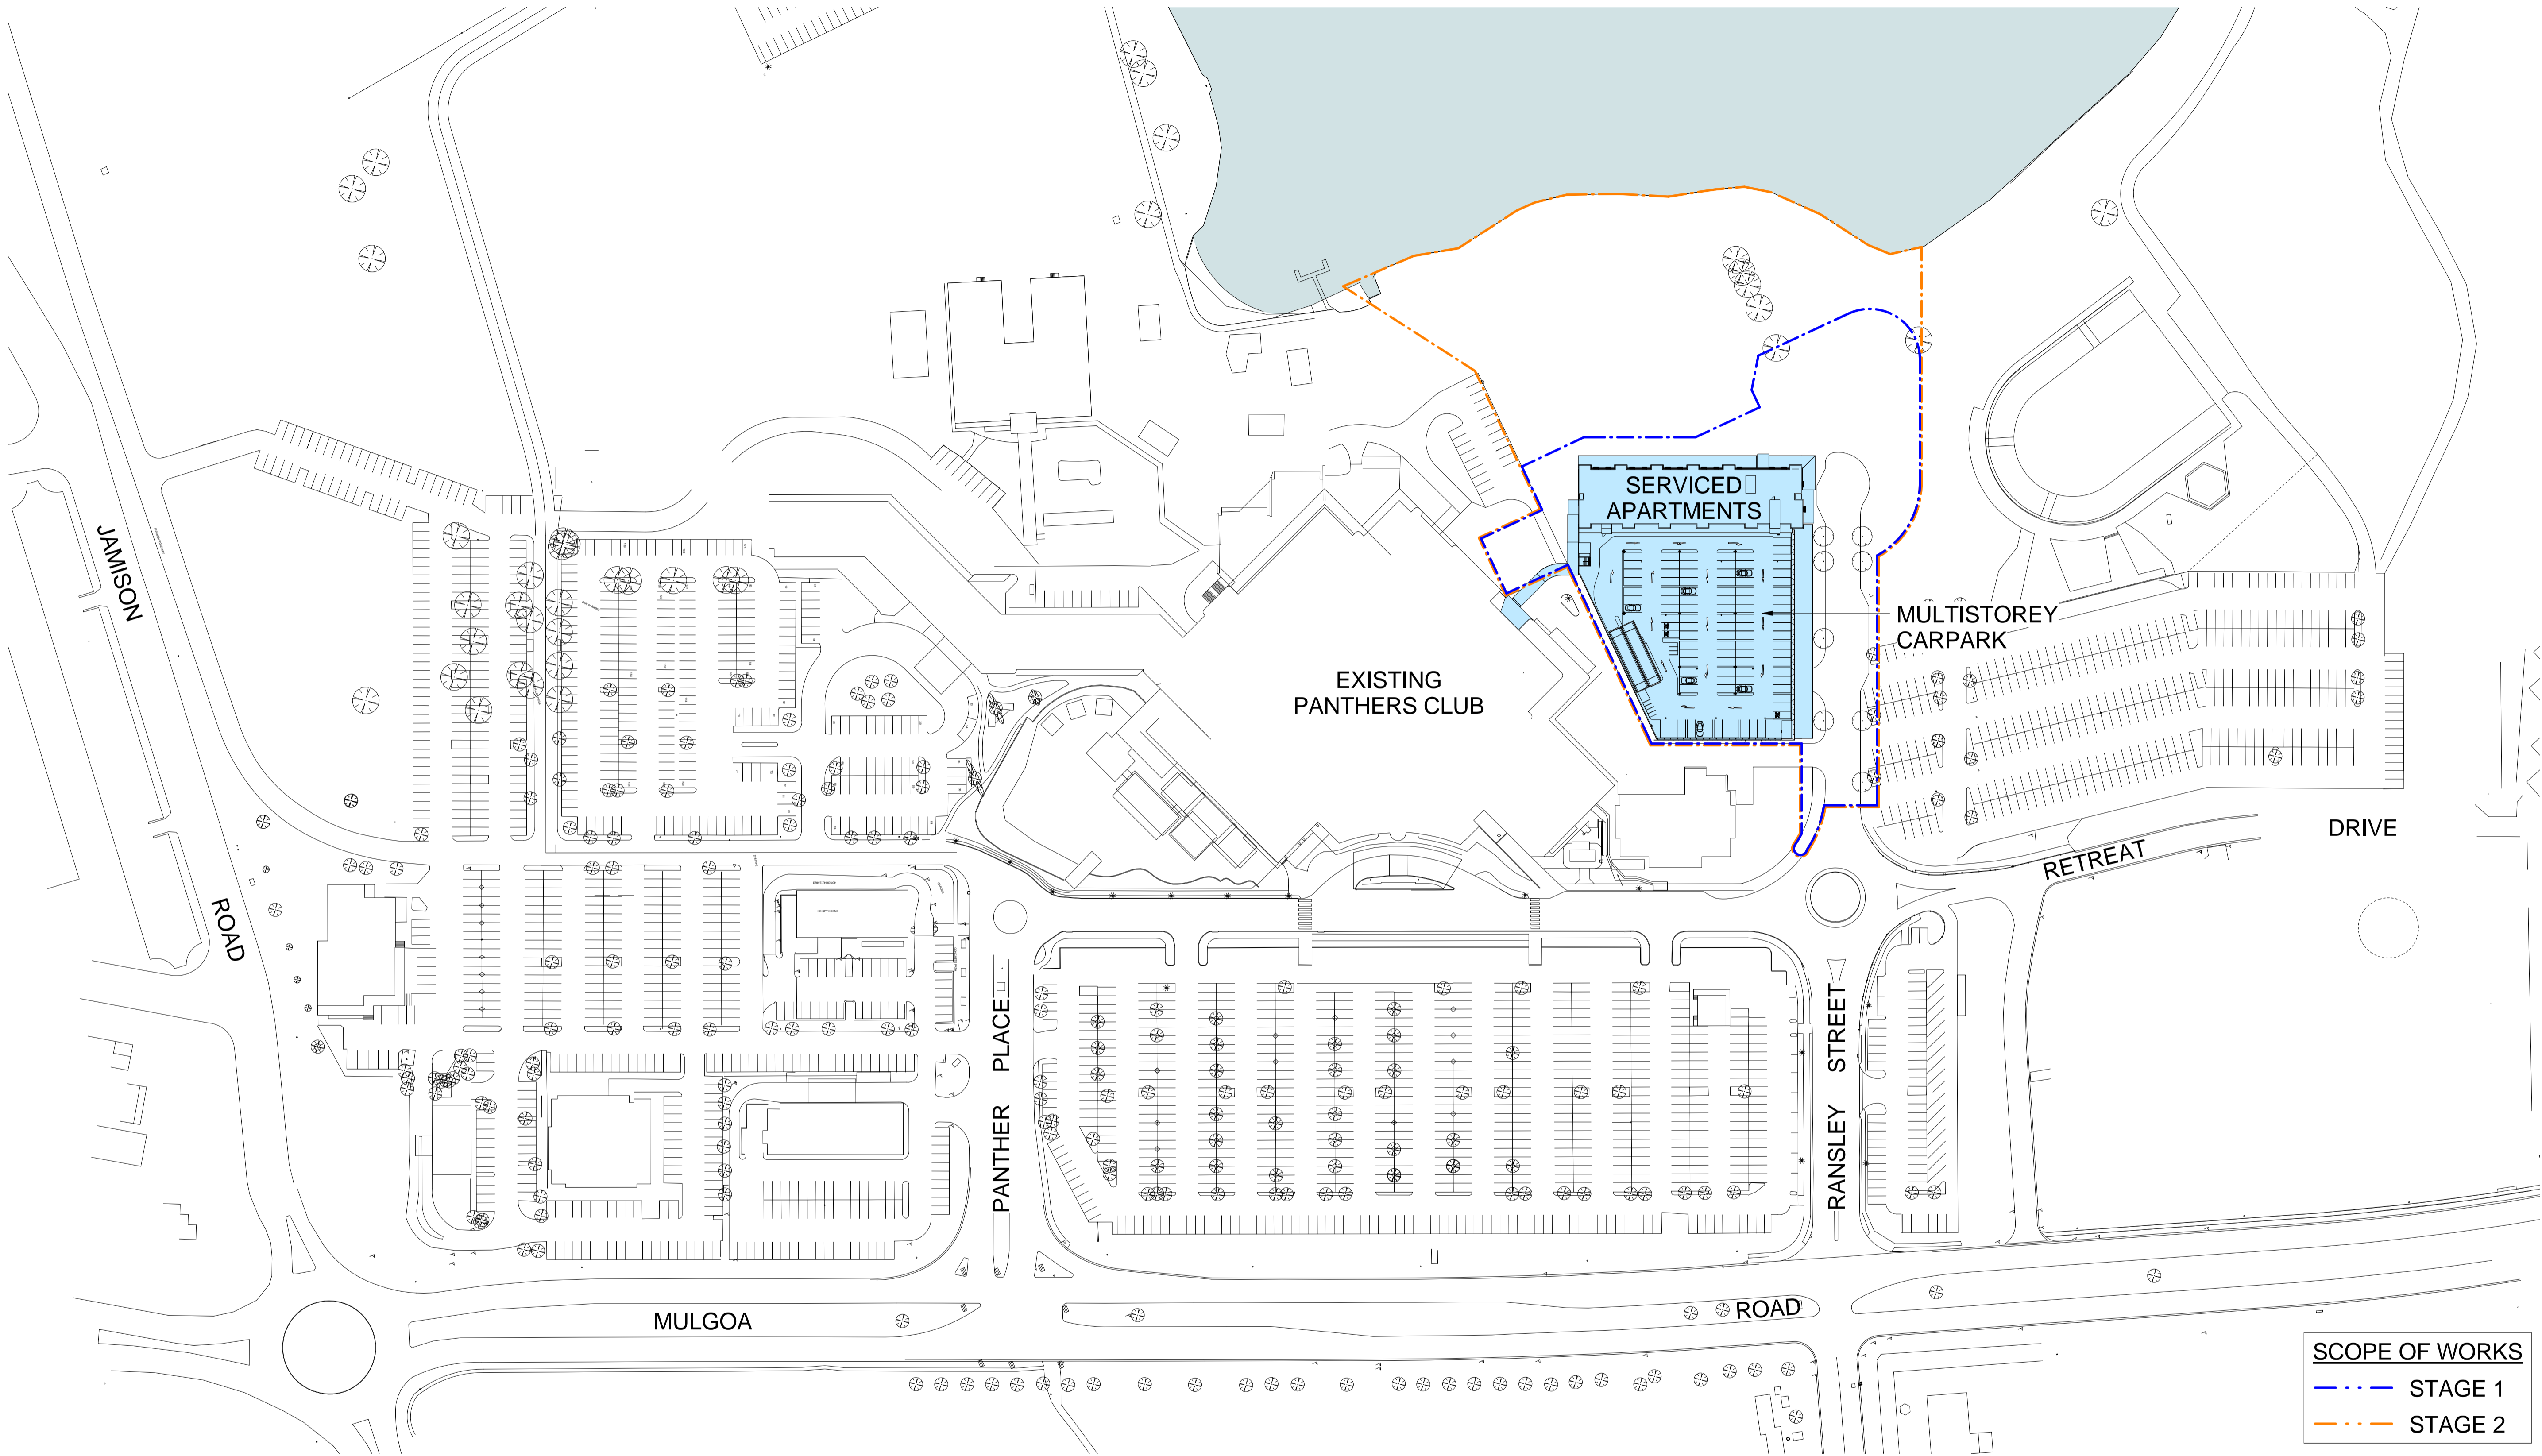 SERVICED
APARTMENTS
JAMISON
MULTISTOREY
CARPARK
EXISTING
PANTHERS CLUB
DRIVE
RETREAT
ROAD
PANTHER PLACE
RANSLEY STREET
MULGOA
ROAD
SCOPE OF WORKS
STAGE 1
STAGE 2